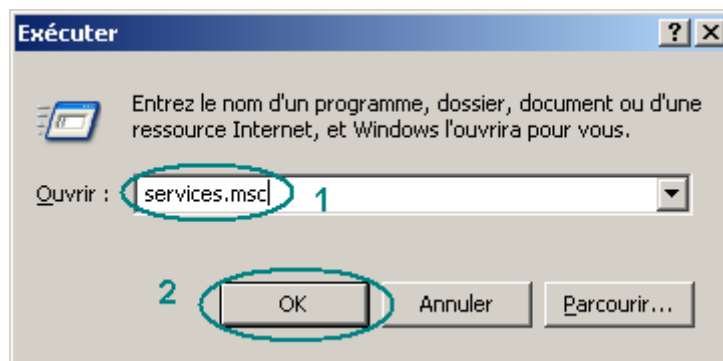 Exécuter
Entrez le nom d'un programme, dossier, document ou d'une
ressource Internet, et Windows l'ouvrira pour vous.
Ouvrir : services.msc 1
2 OK Annuler Parcourir...